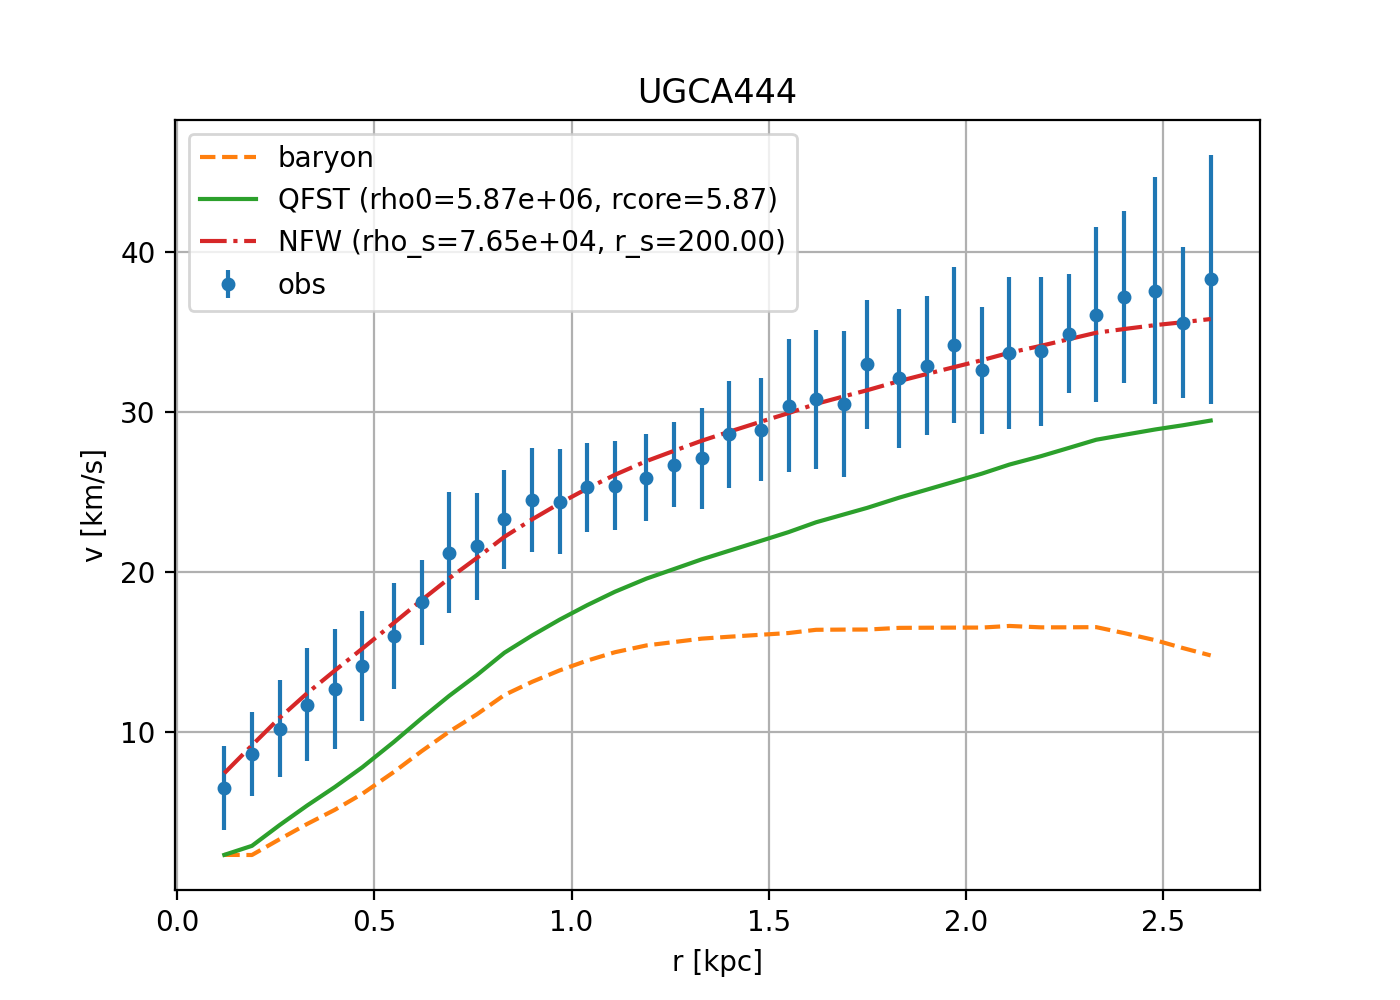 UGCA444
baryon
QFST (rho0=5.87e+06, rcore=5.87)
NFW (rho_s=7.65e+04, r_s=200.00)
obs
40
30
20
10
v [km/s]
0.0 0.5 1.0 1.5 2.0 2.5
r [kpc]